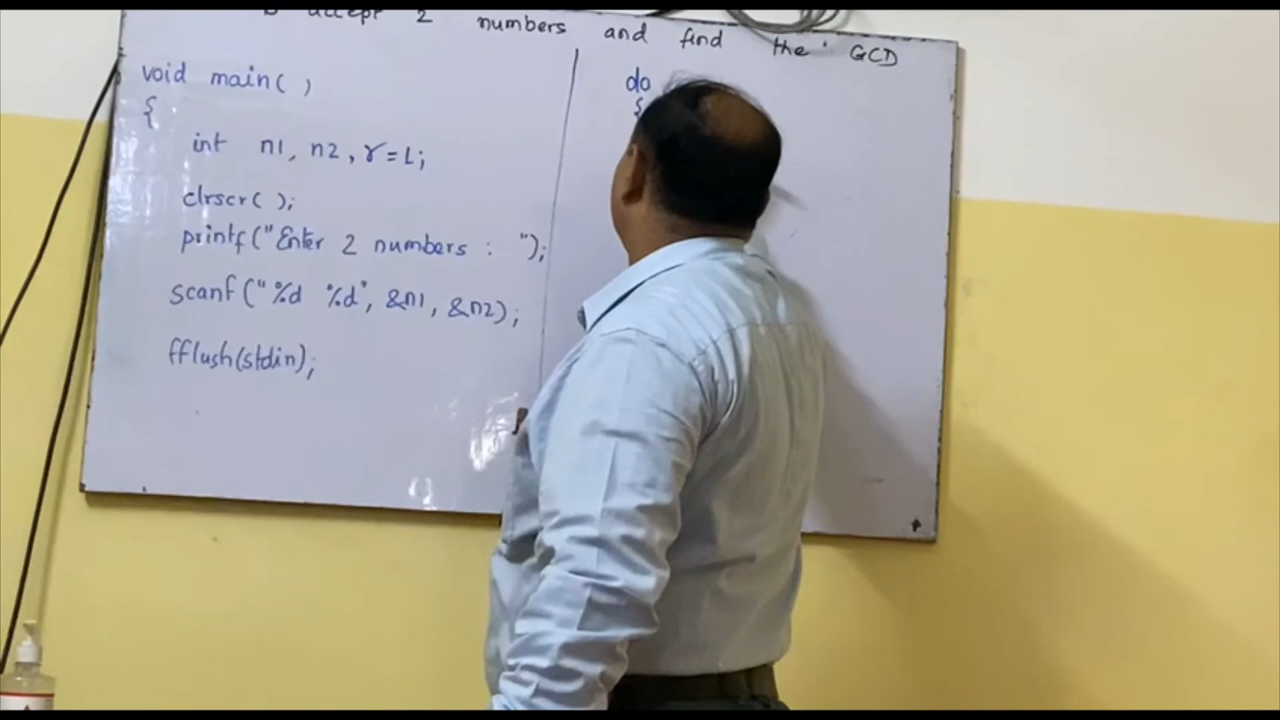 to accept 2 numbers and find the GCD
void main( )
{
int n1, n2, r=1;
clrscr( );
printf("Enter 2 numbers : ");
scanf("%d %d", &n1, &n2);
fflush(stdin);
do
{